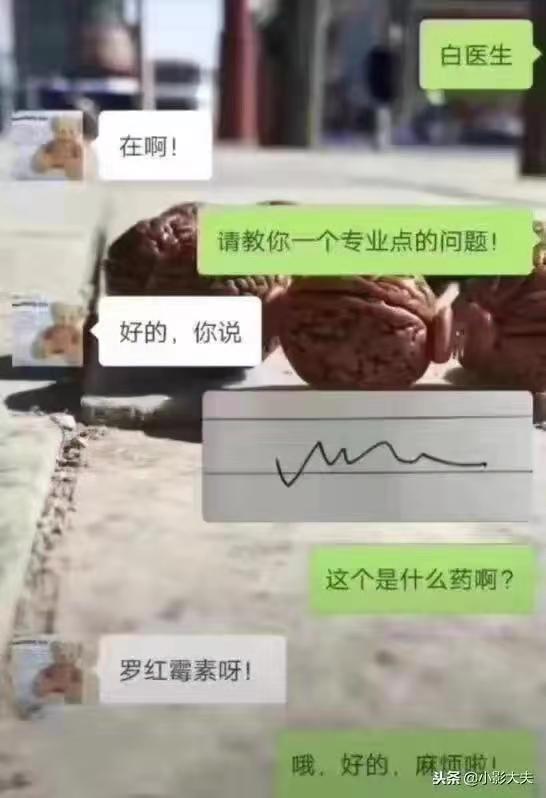 白医生
在啊！
请教你一个专业点的问题！
好的，你说
这个是什么药啊？
罗红霉素呀！
哦，好的，麻烦啦！
头条 @小影大夫